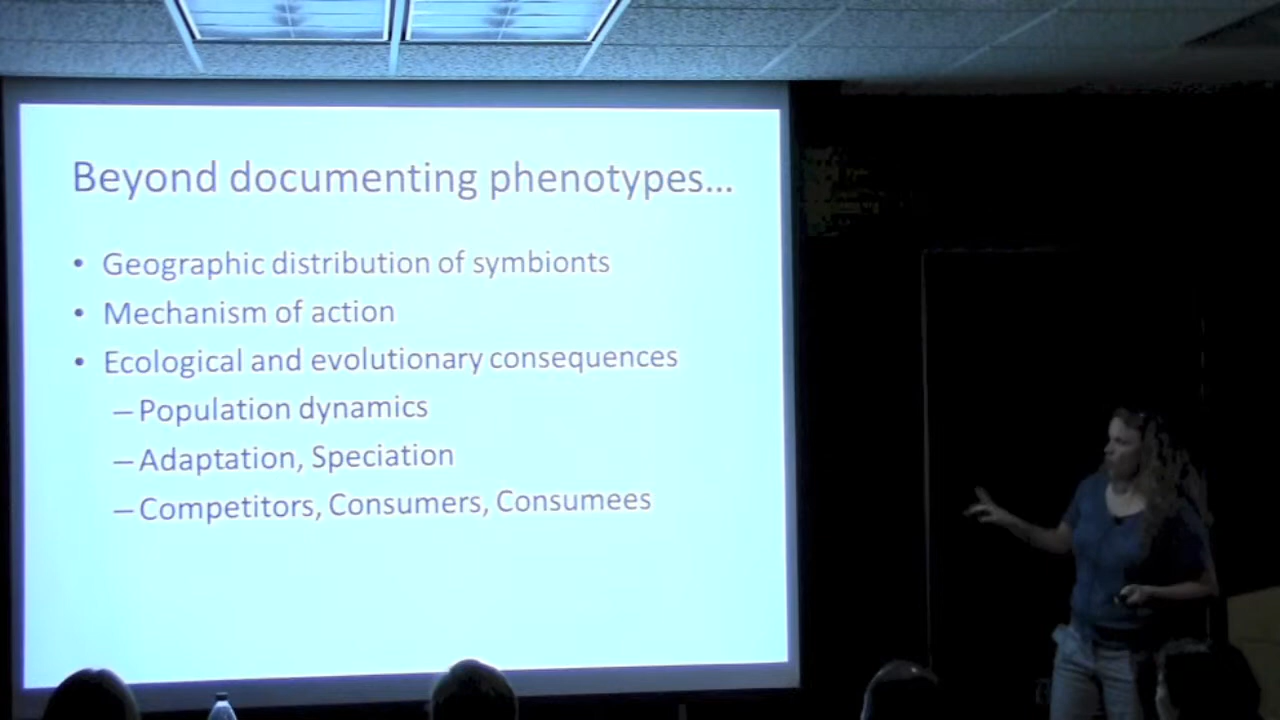 Beyond documenting phenotypes...
• Geographic distribution of symbionts
• Mechanism of action
• Ecological and evolutionary consequences
– Population dynamics
– Adaptation, Speciation
– Competitors, Consumers, Consumees